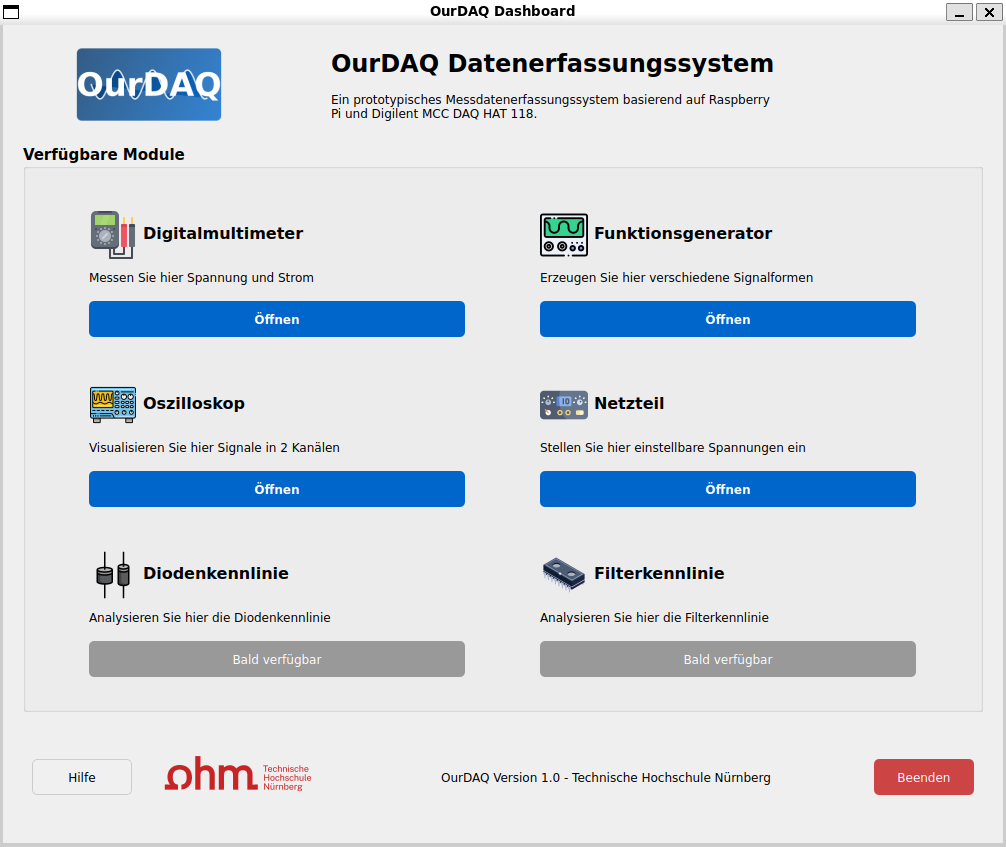 OurDAQ Dashboard
OurDAQ
OurDAQ Datenerfassungssystem
Ein prototypisches Messdatenerfassungssystem basierend auf Raspberry
Pi und Digilent MCC DAQ HAT 118.
Verfügbare Module
Digitalmultimeter
Messen Sie hier Spannung und Strom
Öffnen
Funktionsgenerator
Erzeugen Sie hier verschiedene Signalformen
Öffnen
Oszilloskop
Visualisieren Sie hier Signale in 2 Kanälen
Öffnen
Netzteil
Stellen Sie hier einstellbare Spannungen ein
Öffnen
Diodenkennlinie
Analysieren Sie hier die Diodenkennlinie
Bald verfügbar
Filterkennlinie
Analysieren Sie hier die Filterkennlinie
Bald verfügbar
Hilfe
ohm
Technische
Hochschule
Nürnberg
OurDAQ Version 1.0 - Technische Hochschule Nürnberg
Beenden